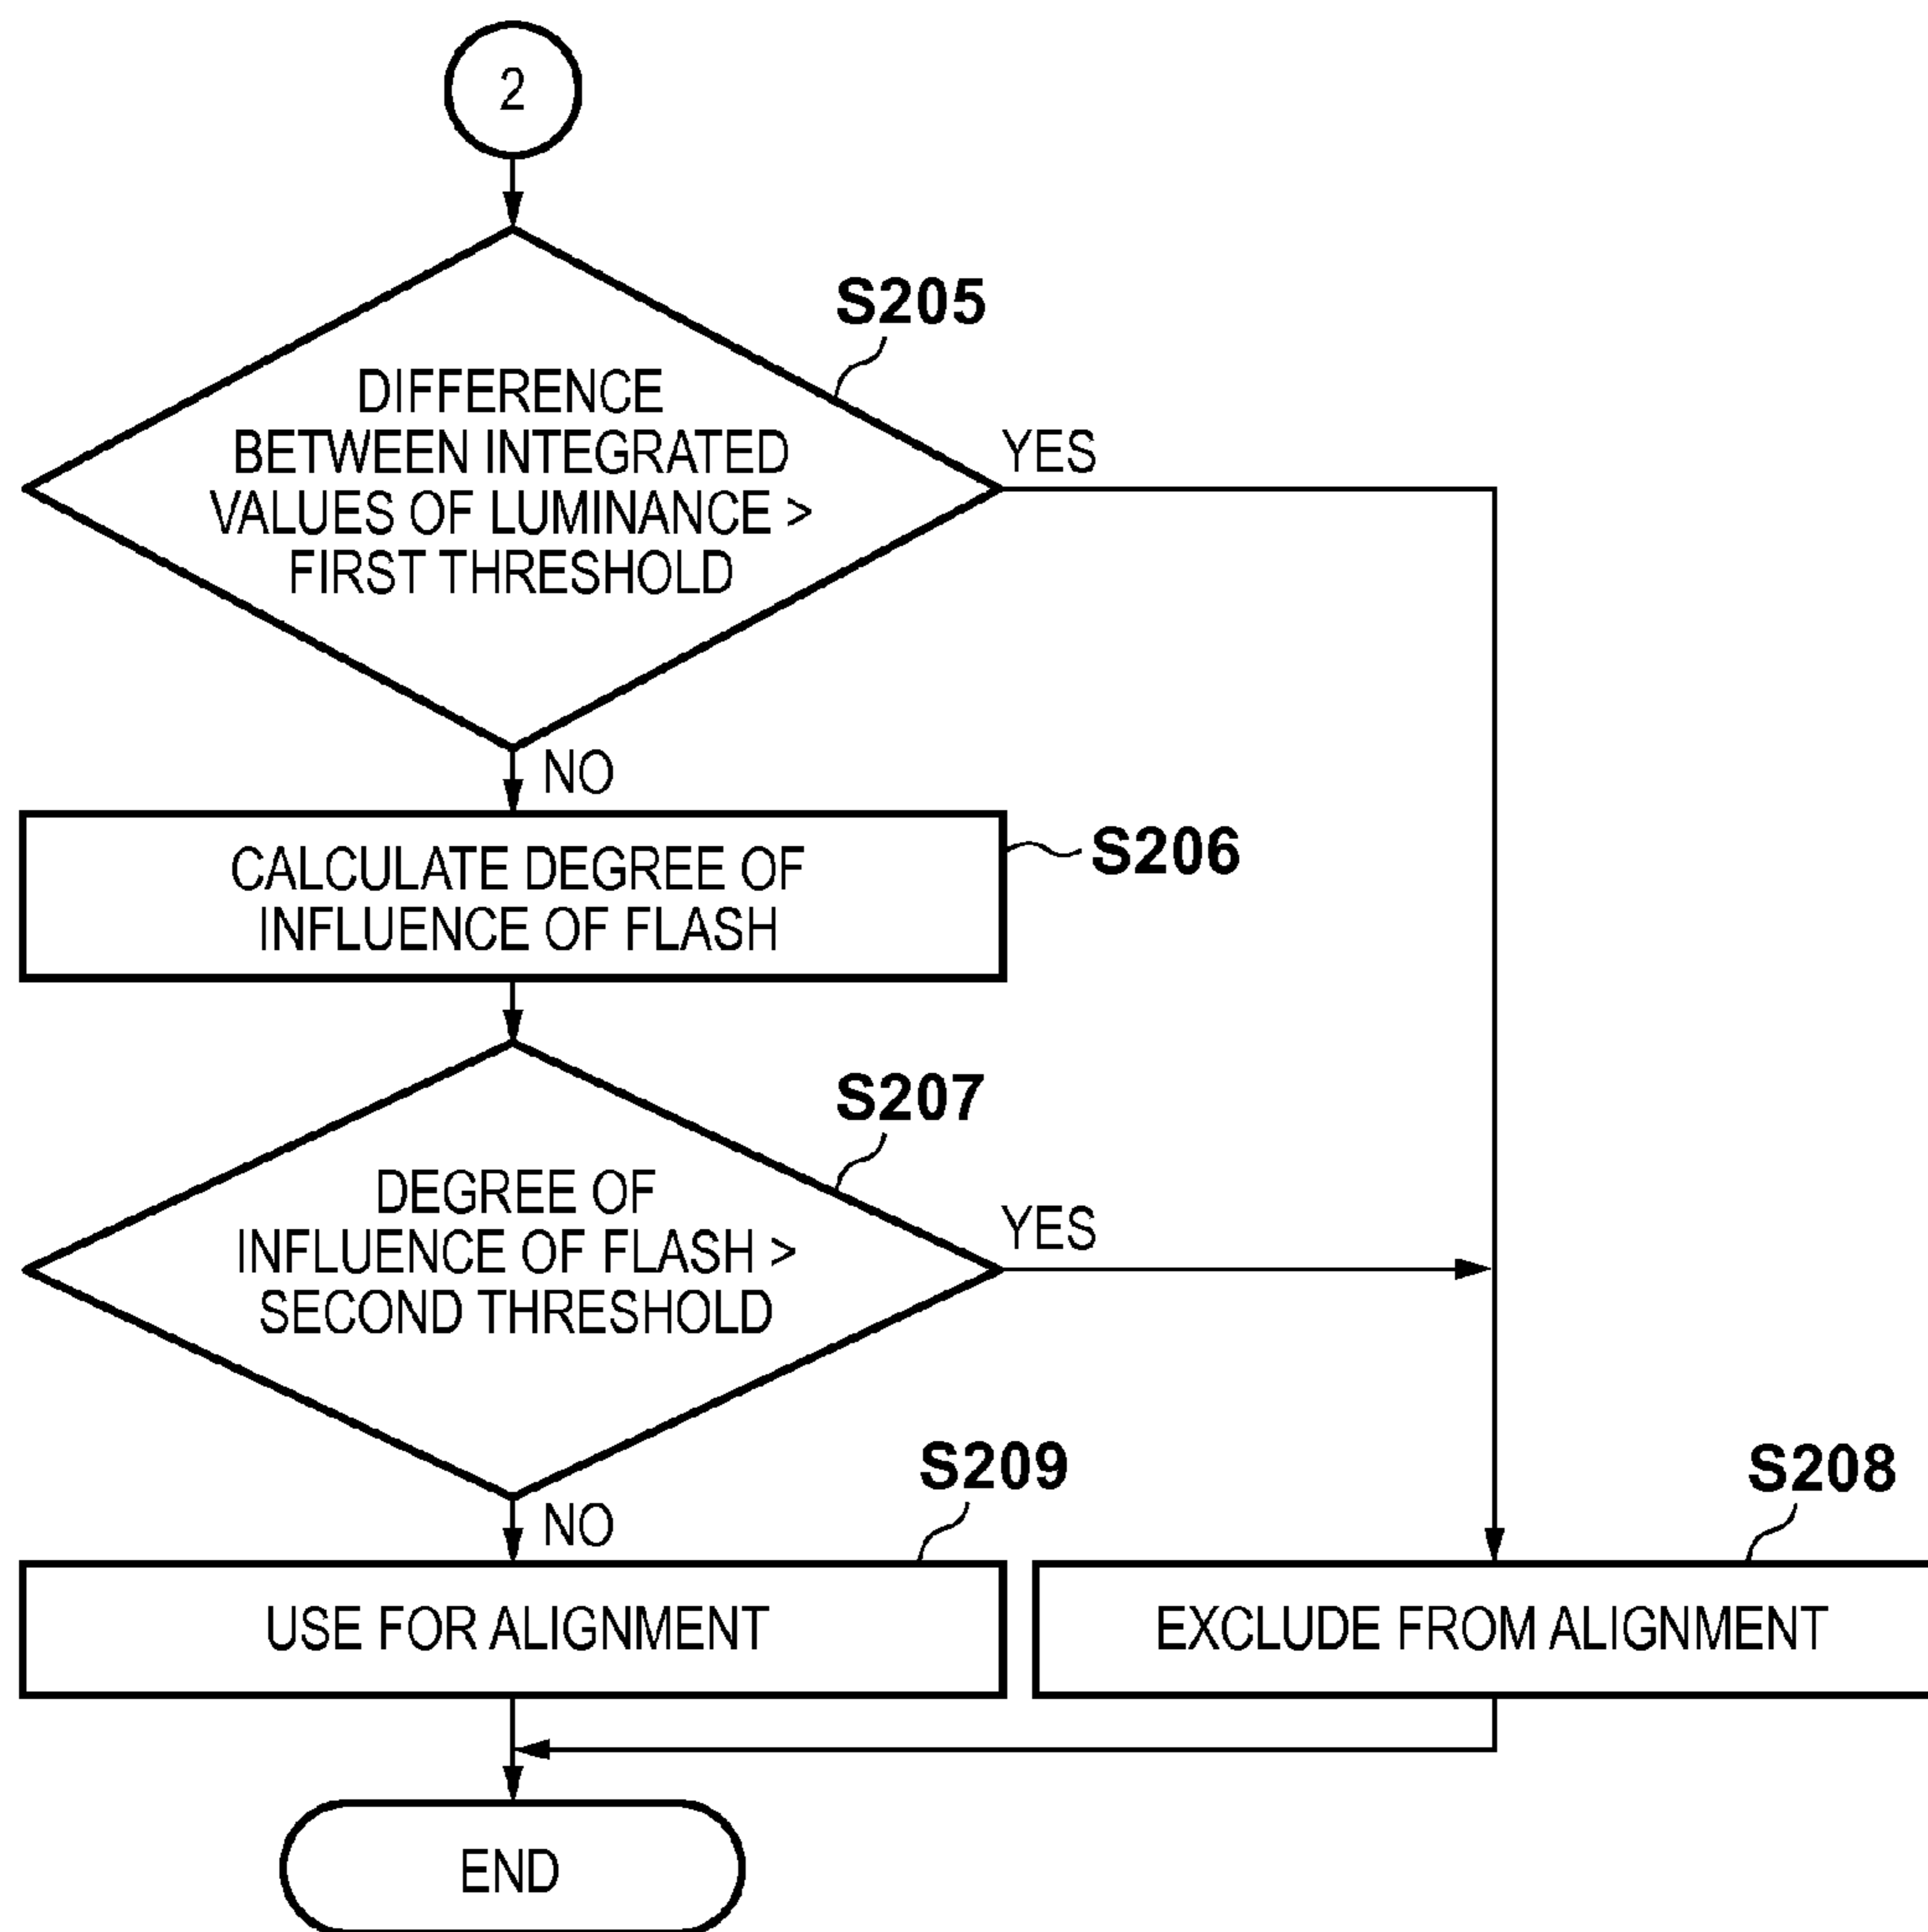 2
S205
DIFFERENCE
BETWEEN INTEGRATED
VALUES OF LUMINANCE >
FIRST THRESHOLD
YES
NO
CALCULATE DEGREE OF
INFLUENCE OF FLASH
S206
S207
DEGREE OF
INFLUENCE OF FLASH >
SECOND THRESHOLD
YES
NO
S209
S208
USE FOR ALIGNMENT
EXCLUDE FROM ALIGNMENT
END